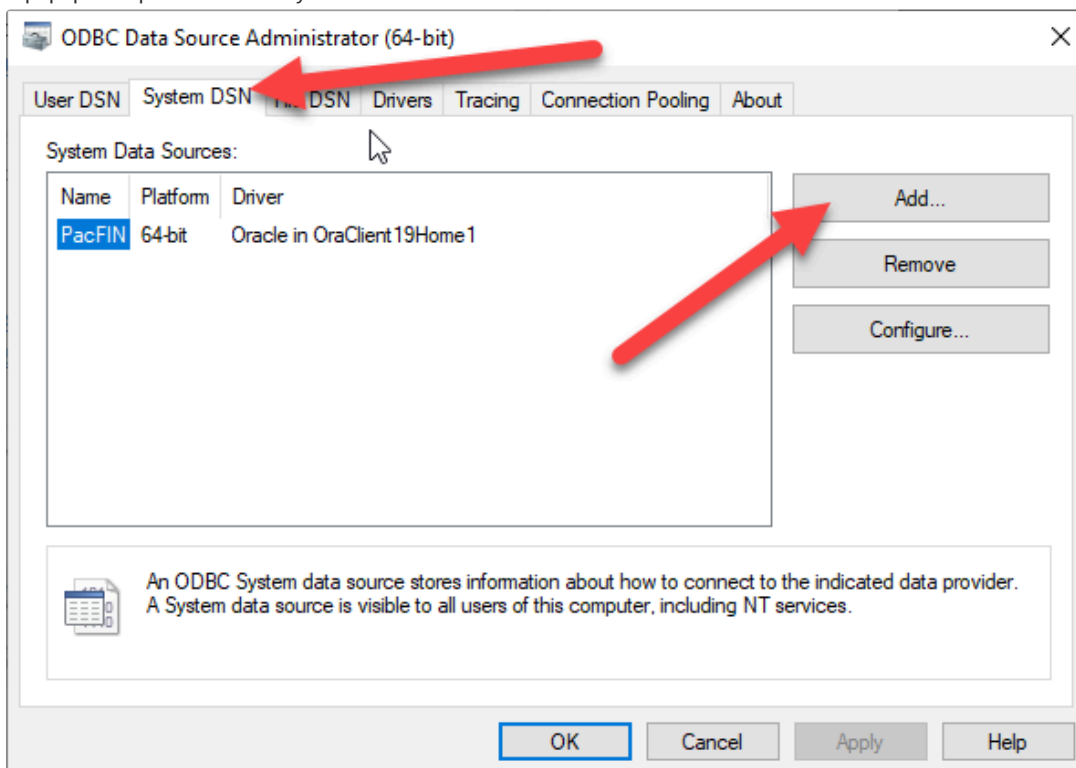 ODBC Data Source Administrator (64-bit)
User DSN System DSN DSN Drivers Tracing Connection Pooling About
System Data Sources:
Name Platform Driver
Add...
PacFIN 64-bit Oracle in OraClient19Home1
Remove
Configure...
An ODBC System data source stores information about how to connect to the indicated data provider.
A System data source is visible to all users of this computer, including NT services.
OK Cancel Apply Help